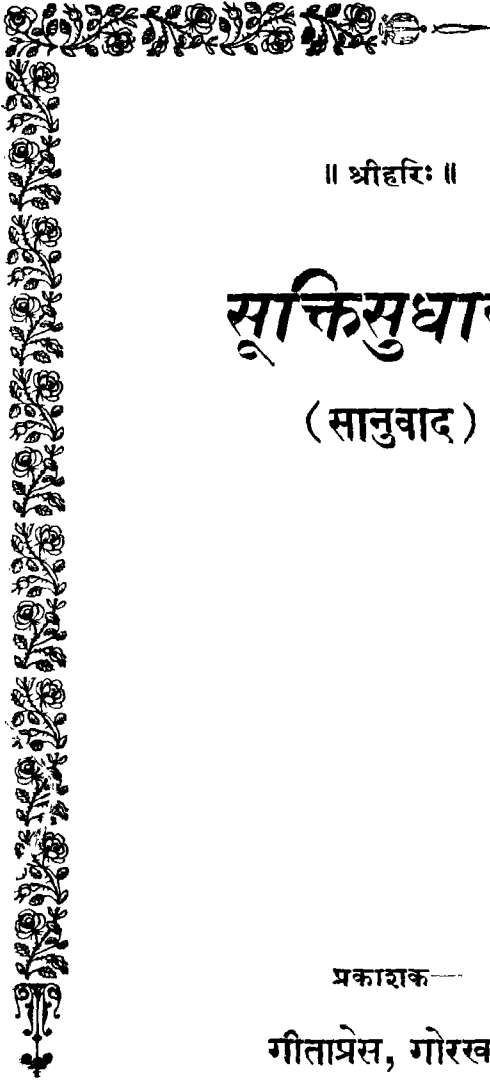 ॥ श्रीहरिः ॥
सूक्तिसुधा
(सानुवाद)
प्रकाशक—
गीताप्रेस, गोरख